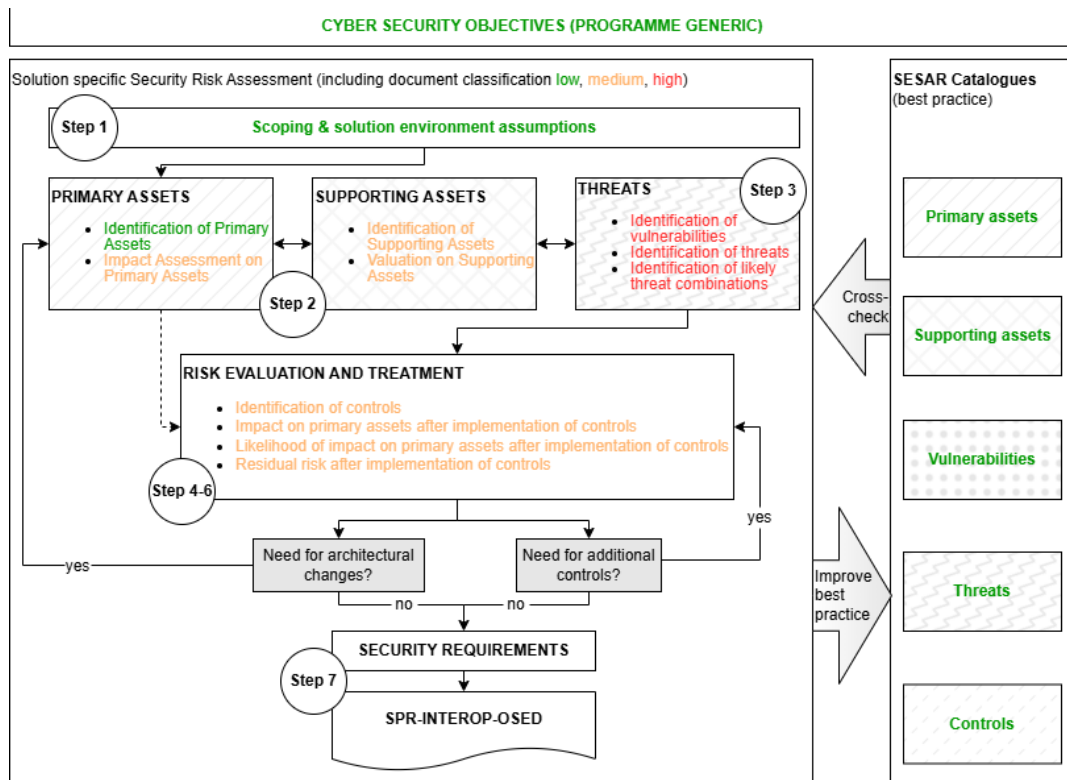 CYBER SECURITY OBJECTIVES (PROGRAMME GENERIC)
Solution specific Security Risk Assessment (including document classification low, medium, high)
Step 1
Scoping & solution environment assumptions
PRIMARY ASSETS
Identification of Primary
Assets
Impact Assessment on
Primary Assets
SUPPORTING ASSETS
Identification of
Supporting Assets
Valuation on Supporting
Assets
Step 2
THREATS
Step 3
Identification of
vulnerabilities
Identification of threats
Identification of likely
threat combinations
RISK EVALUATION AND TREATMENT
Identification of controls
Impact on primary assets after implementation of controls
Likelihood of impact on primary assets after implementation of controls
Residual risk after implementation of controls
Step 4-6
yes
Need for architectural
changes?
Need for additional
controls?
yes
no
no
SECURITY REQUIREMENTS
Step 7
SPR-INTEROP-OSED
Cross-
check
Improve
best
practice
SESAR Catalogues
(best practice)
Primary assets
Supporting assets
Vulnerabilities
Threats
Controls